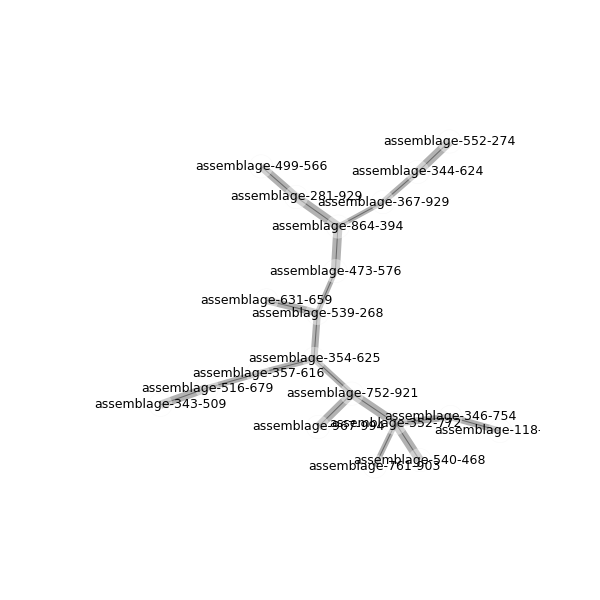 assemblage-552-274
assemblage-499-566
assemblage-344-624
assemblage-281-929
assemblage-367-929
assemblage-864-394
assemblage-473-576
assemblage-631-659
assemblage-539-268
assemblage-354-625
assemblage-357-616
assemblage-516-679
assemblage-752-921
assemblage-343-509
assemblage-346-754
assemblage-352-772
assemblage-967-994
assemblage-118-
assemblage-540-468
assemblage-761-903